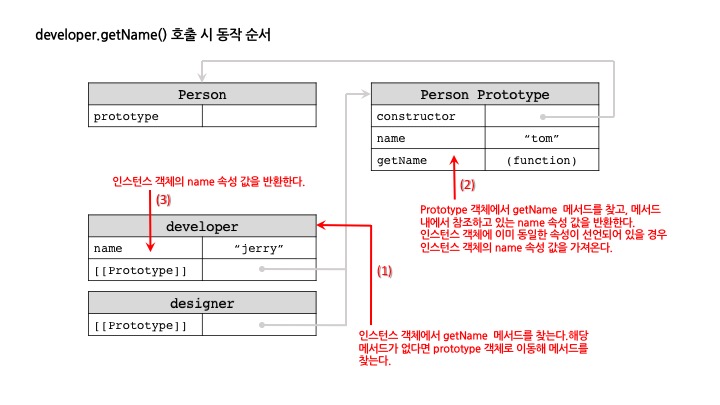 developer.getName() 호출 시 동작 순서
Person
prototype
Person Prototype
constructor
name “tom”
getName (function)
인스턴스 객체의 name 속성 값을 반환한다.
(3)
(2)
Prototype 객체에서 getName 메서드를 찾고, 메서드
내에서 참조하고 있는 name 속성 값을 반환한다.
인스턴스 객체에 이미 동일한 속성이 선언되어 있을 경우
인스턴스 객체의 name 속성 값을 가져온다.
developer
name “jerry”
[[Prototype]]
(1)
designer
[[Prototype]]
인스턴스 객체에서 getName 메서드를 찾는다.해당
메서드가 없다면 prototype 객체로 이동해 메서드를
찾는다.